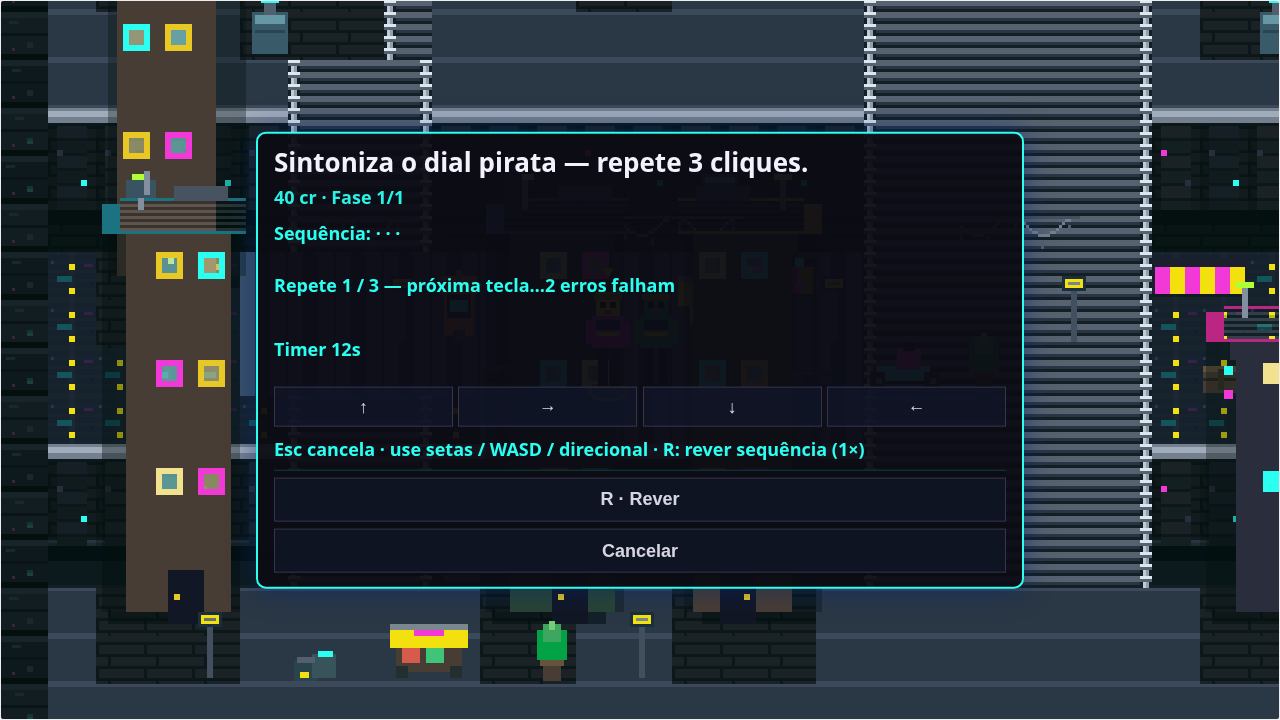 Sintoniza o dial pirata — repete 3 cliques.
40 cr · Fase 1/1
Sequência: · · ·
Repete 1 / 3 — próxima tecla...2 erros falham
Timer 12s
↑ → ↓ ←
Esc cancela · use setas / WASD / direcional · R: rever sequência (1×)
R · Rever
Cancelar